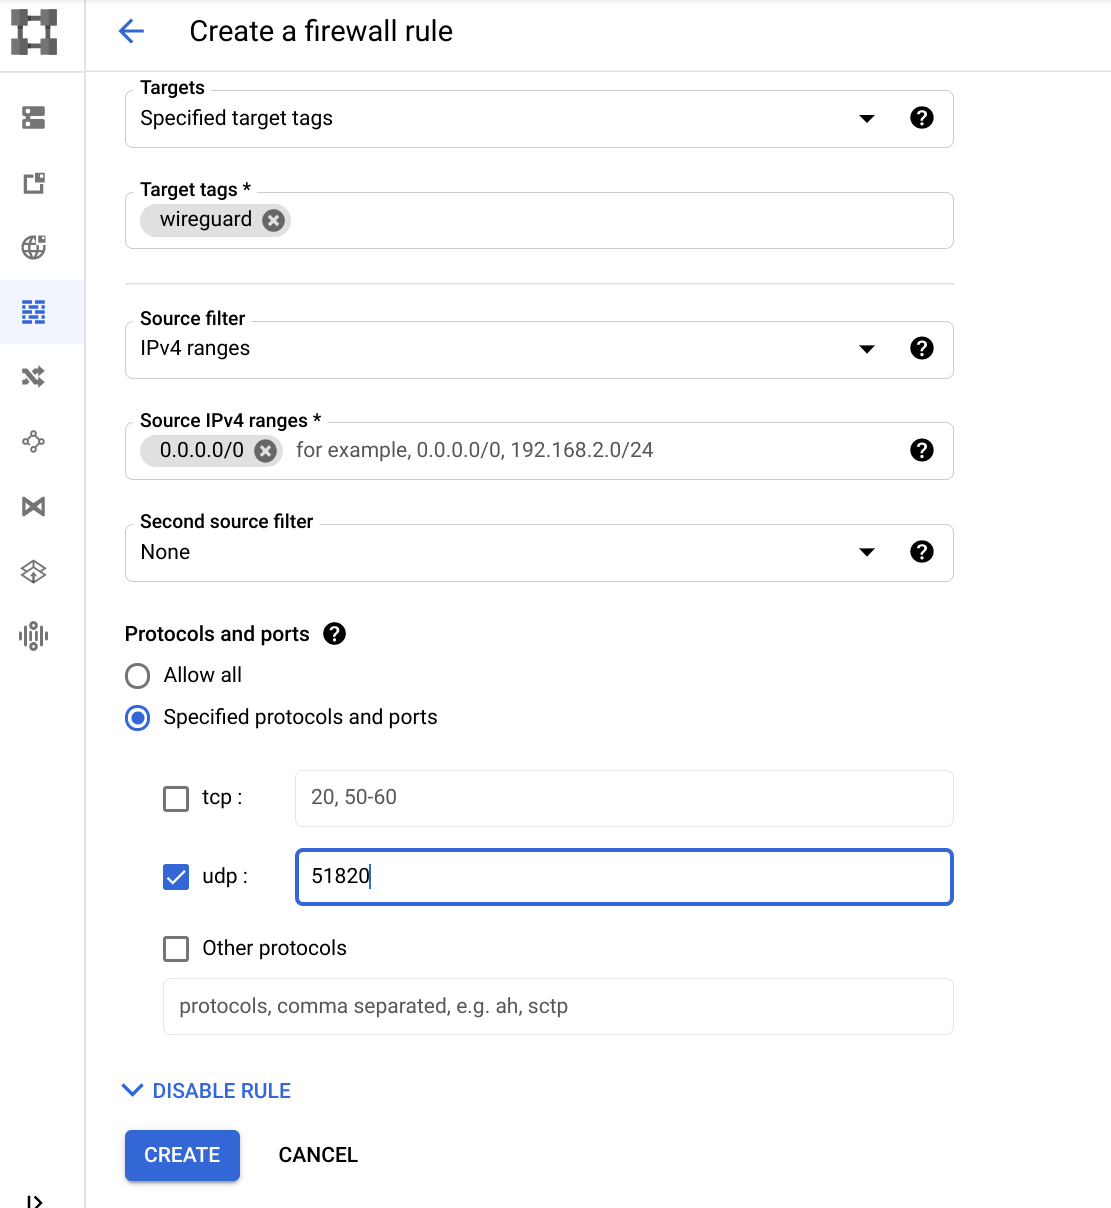 Create a firewall rule
Targets
Specified target tags
Target tags *
wireguard
Source filter
IPv4 ranges
Source IPv4 ranges *
0.0.0.0/0 for example, 0.0.0.0/0, 192.168.2.0/24
Second source filter
None
Protocols and ports
Allow all
Specified protocols and ports
tcp : 20, 50-60
udp : 51820
Other protocols
protocols, comma separated, e.g. ah, sctp
DISABLE RULE
CREATE CANCEL